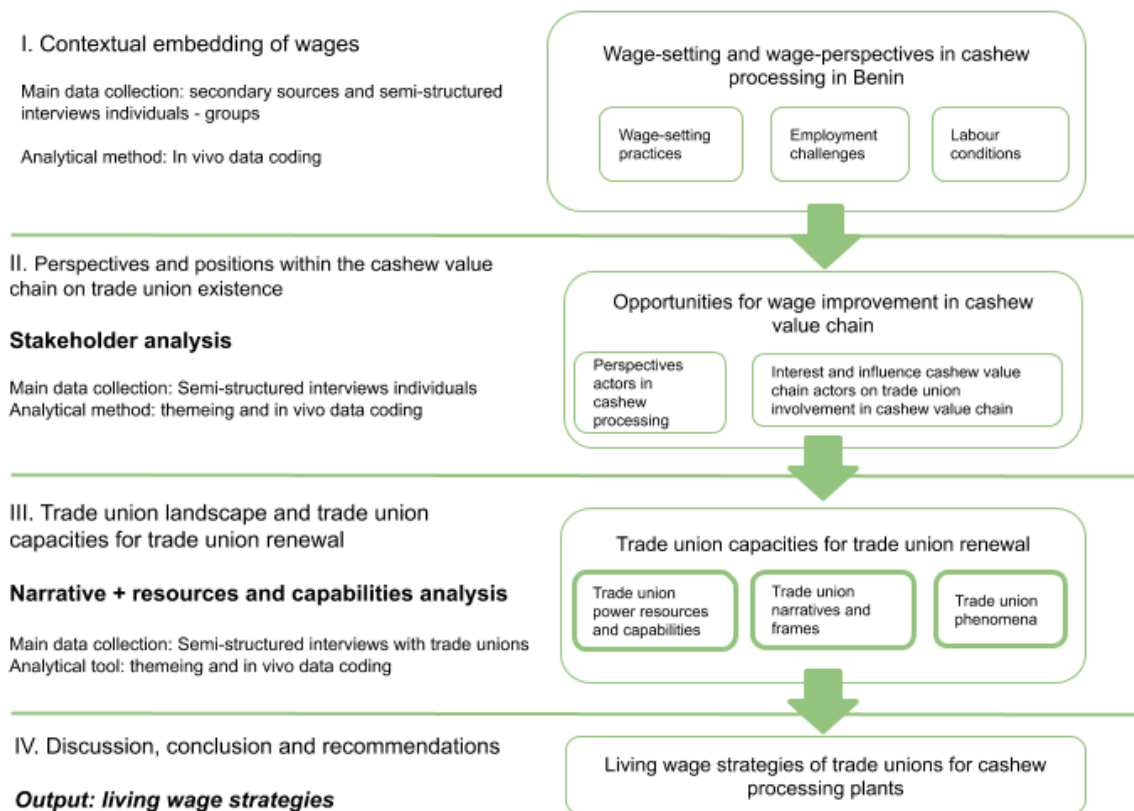 I. Contextual embedding of wages
Main data collection: secondary sources and semi-structured
interviews individuals - groups
Analytical method: In vivo data coding
Wage-setting and wage-perspectives in cashew
processing in Benin
Wage-setting
practices
Employment
challenges
Labour
conditions
II. Perspectives and positions within the cashew value
chain on trade union existence
Stakeholder analysis
Main data collection: Semi-structured interviews individuals
Analytical method: themeing and in vivo data coding
Opportunities for wage improvement in cashew
value chain
Perspectives
actors in
cashew
processing
Interest and influence cashew value
chain actors on trade union
involvement in cashew value chain
III. Trade union landscape and trade union
capacities for trade union renewal
Narrative + resources and capabilities analysis
Main data collection: Semi-structured interviews with trade unions
Analytical tool: themeing and in vivo data coding
Trade union capacities for trade union renewal
Trade union
power resources
and capabilities
Trade union
narratives and
frames
Trade union
phenomena
IV. Discussion, conclusion and recommendations
Output: living wage strategies
Living wage strategies of trade unions for cashew
processing plants